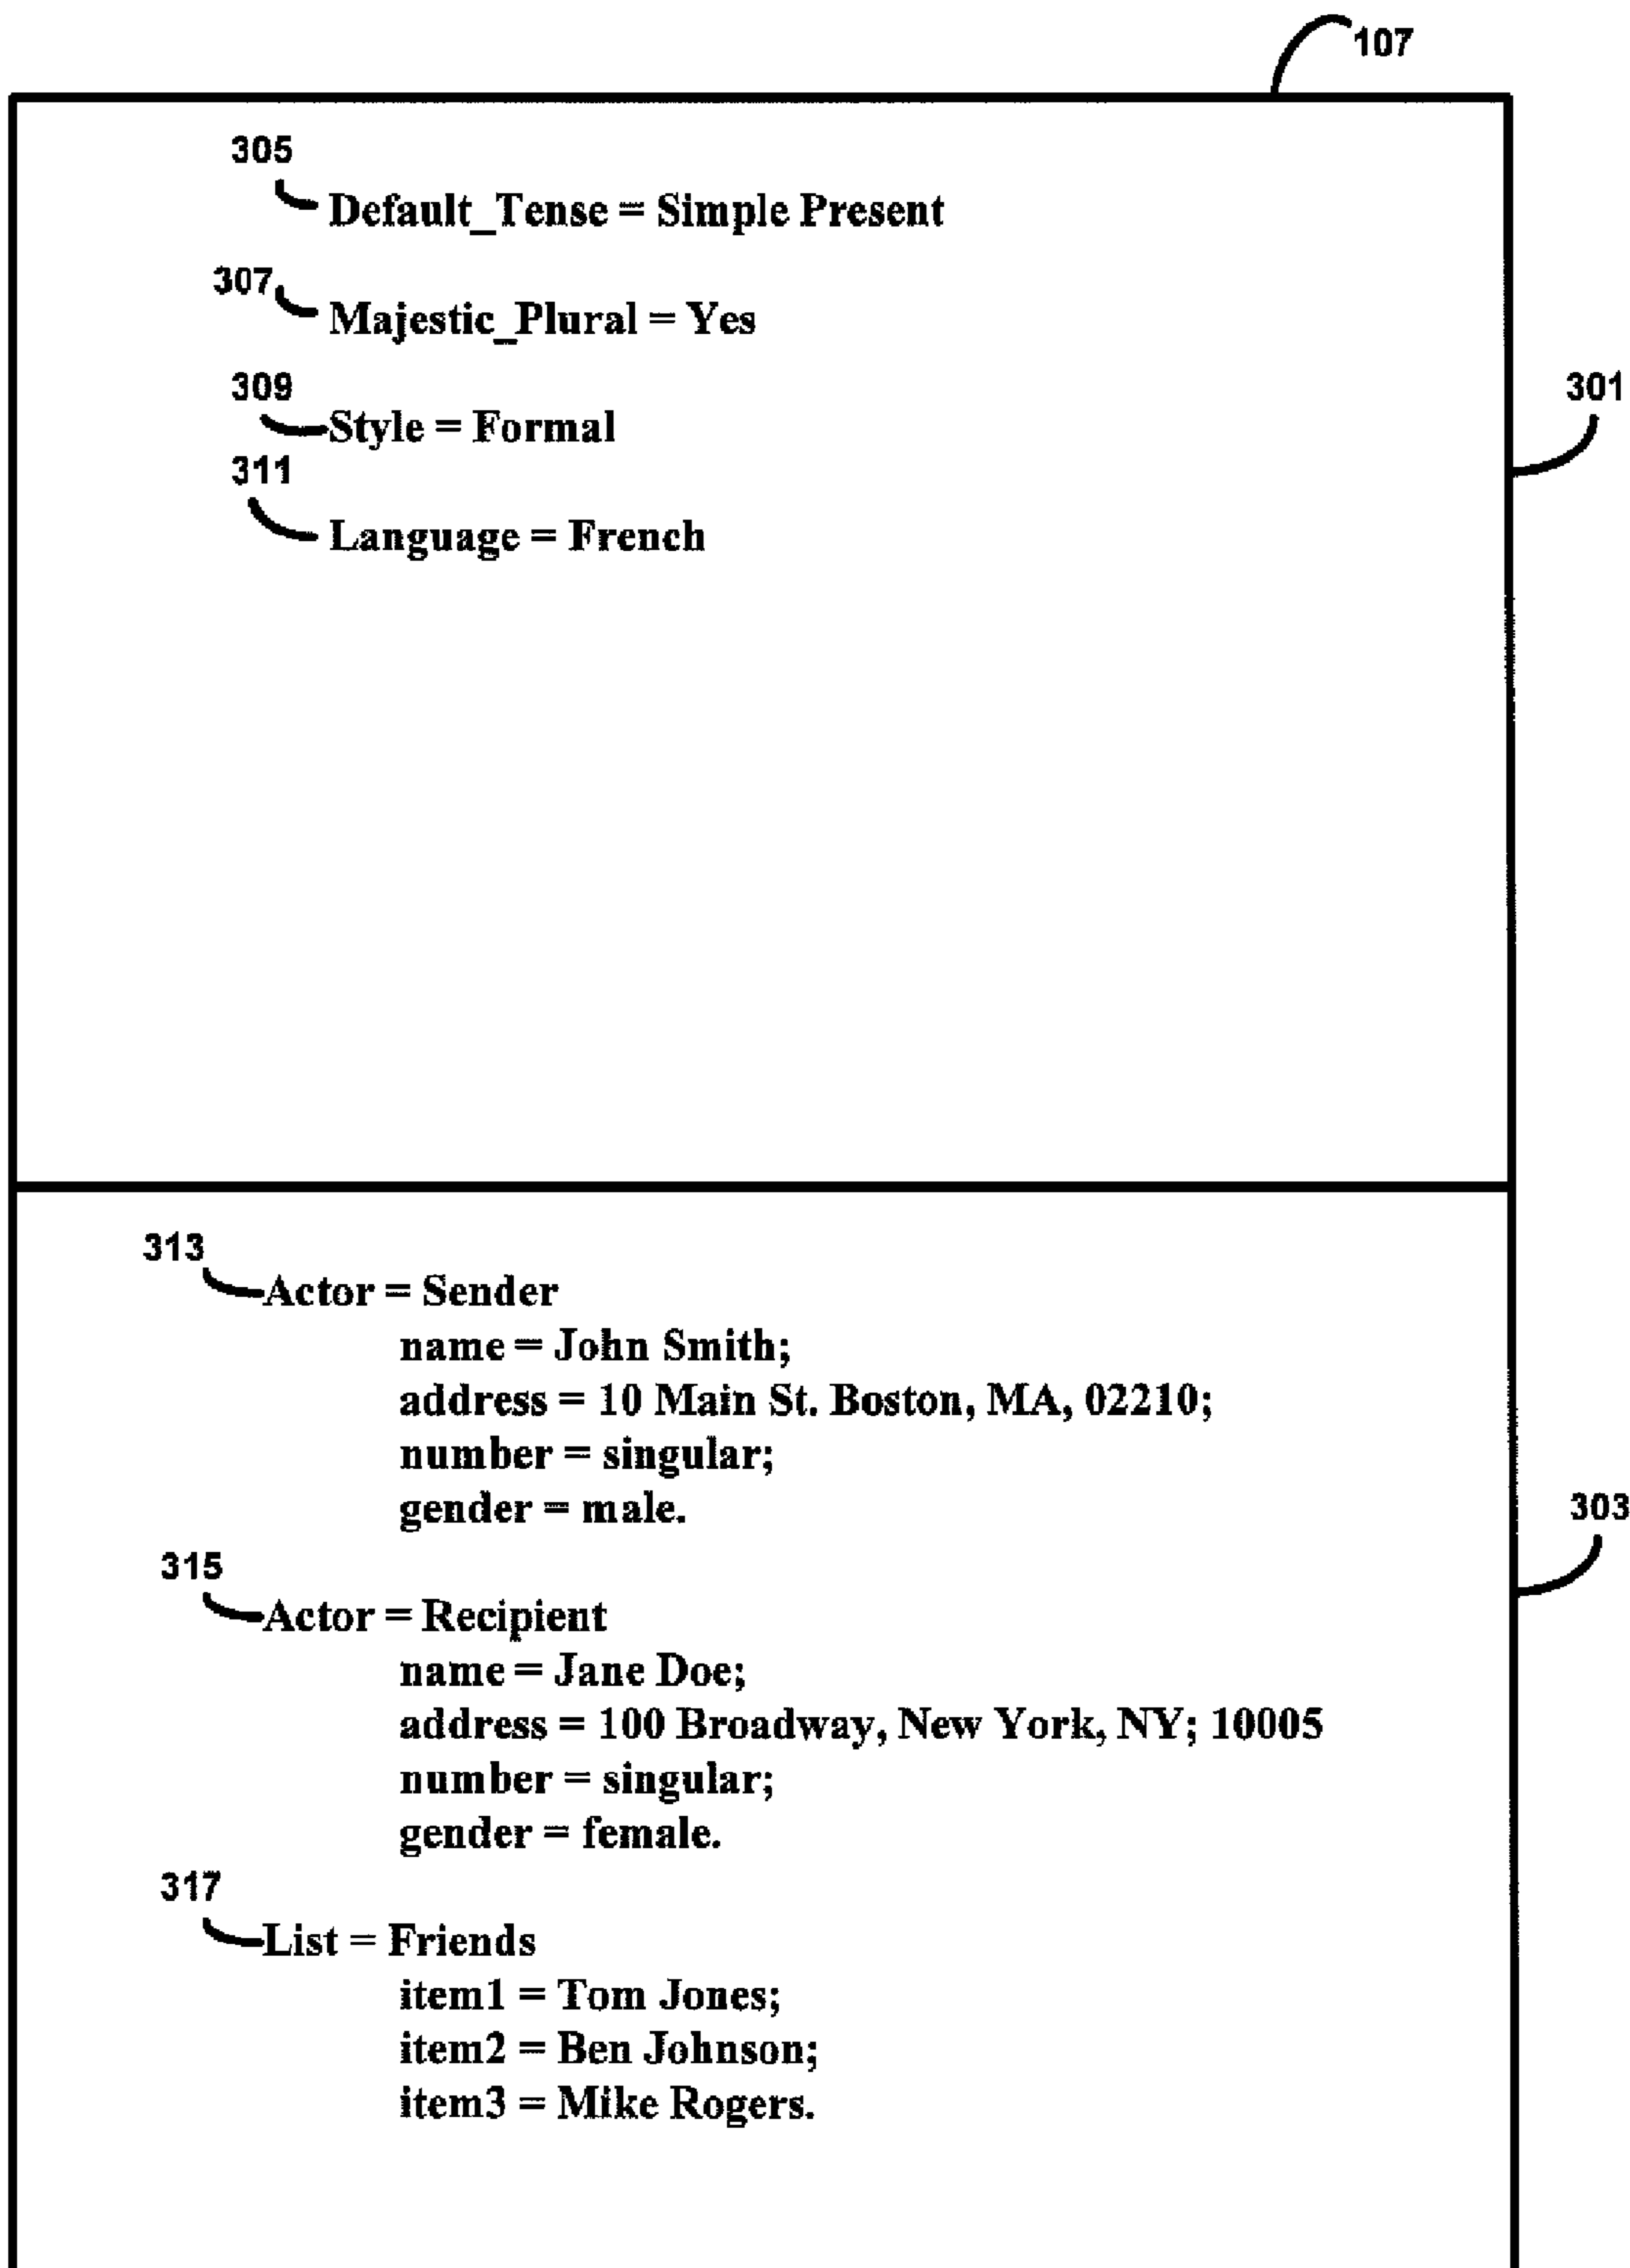 107
305
Default_Tense = Simple Present
307
Majestic_Plural = Yes
309
301
Style = Formal
311
Language = French
313
Actor = Sender
name = John Smith;
address = 10 Main St. Boston, MA, 02210;
number = singular;
gender = male.
303
315
Actor = Recipient
name = Jane Doe;
address = 100 Broadway, New York, NY; 10005
number = singular;
gender = female.
317
List = Friends
item1 = Tom Jones;
item2 = Ben Johnson;
item3 = Mike Rogers.